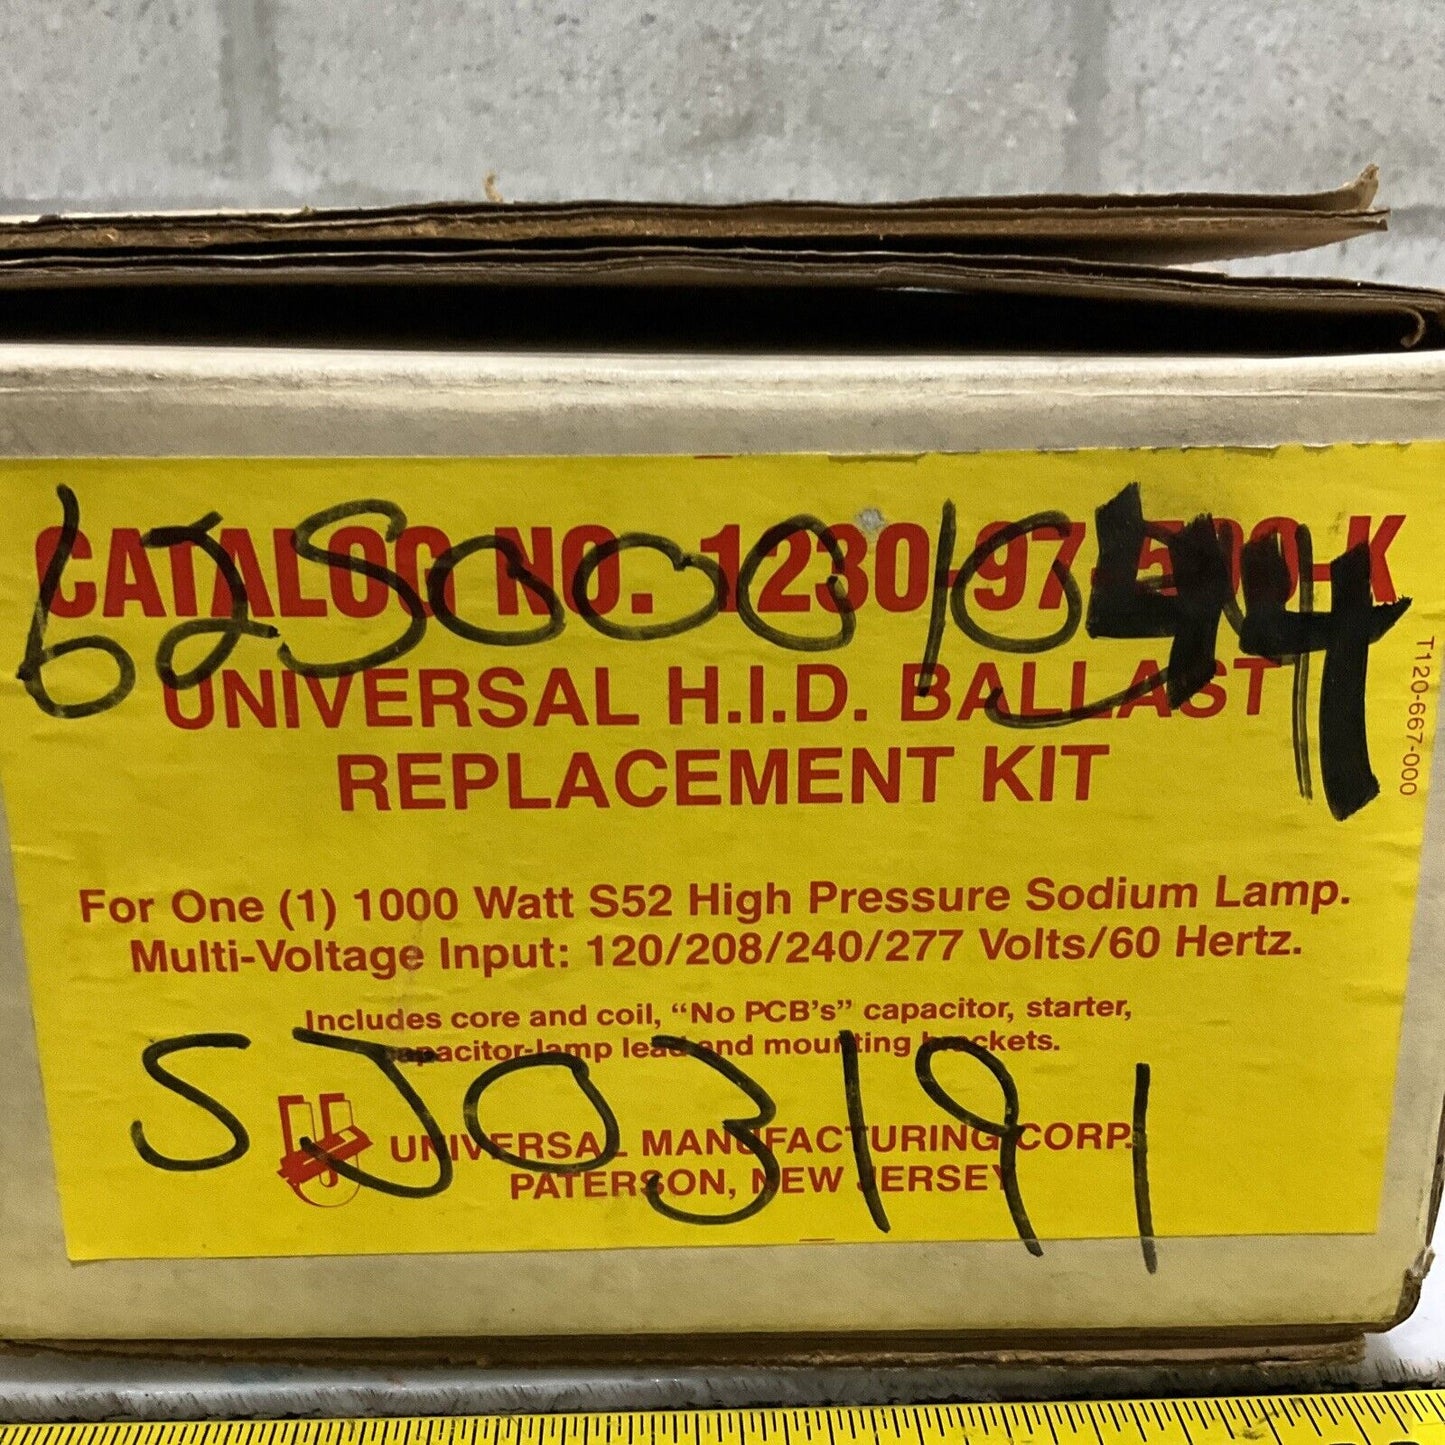 CATALOG NO. 1230-97-500-K
UNIVERSAL H.I.D. BALLAST
REPLACEMENT KIT
T120-667-000
For One (1) 1000 Watt S52 High Pressure Sodium Lamp.
Multi-Voltage Input: 120/208/240/277 Volts/60 Hertz.
Includes core and coil, “No PCB's” capacitor, starter,
capacitor-lamp lead and mounting brackets.
SJ03191
UNIVERSAL MANUFACTURING CORP.
PATERSON, NEW JERSEY